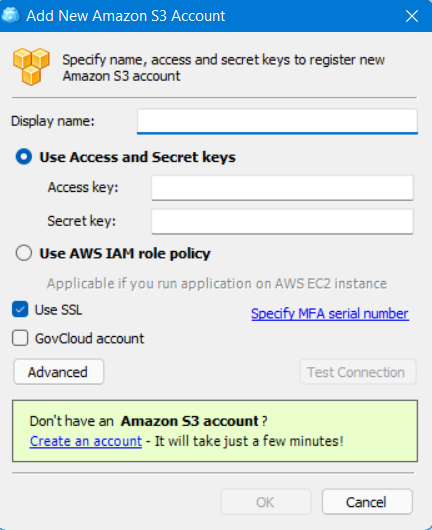 Add New Amazon S3 Account
Specify name, access and secret keys to register new
Amazon S3 account
Display name:
Use Access and Secret keys
Access key:
Secret key:
Use AWS IAM role policy
Applicable if you run application on AWS EC2 instance
Use SSL
Specify MFA serial number
GovCloud account
Advanced
Test Connection
Don't have an Amazon S3 account?
Create an account - It will take just a few minutes!
OK
Cancel